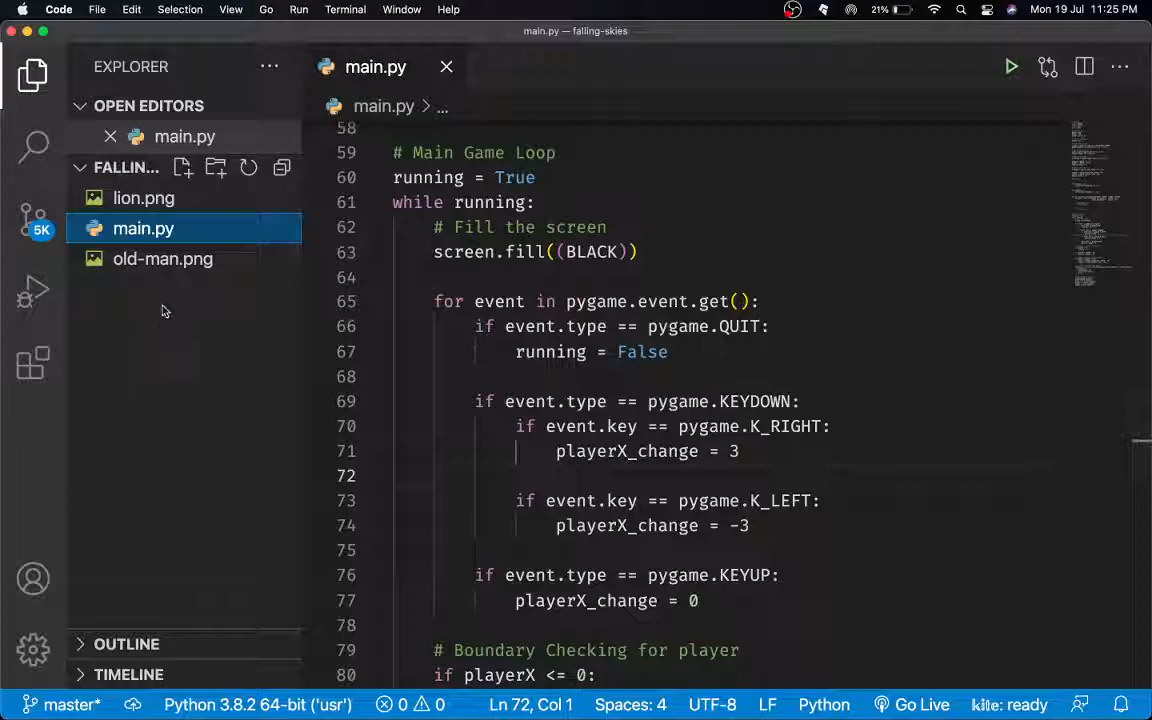 Code File Edit Selection View Go Run Terminal Window Help 21% Mon 19 Jul 11:25 PM
main.py — falling-skies
EXPLORER
OPEN EDITORS
main.py
FALLIN...
lion.png
main.py
old-man.png
OUTLINE
TIMELINE
5K
main.py
main.py > ...
58
59 # Main Game Loop
60 running = True
61 while running:
62 # Fill the screen
63 screen.fill((BLACK))
64
65 for event in pygame.event.get():
66 if event.type == pygame.QUIT:
67 running = False
68
69 if event.type == pygame.KEYDOWN:
70 if event.key == pygame.K_RIGHT:
71 playerX_change = 3
72
73 if event.key == pygame.K_LEFT:
74 playerX_change = -3
75
76 if event.type == pygame.KEYUP:
77 playerX_change = 0
78
79 # Boundary Checking for player
80 if playerX <= 0:
master* Python 3.8.2 64-bit ('usr') 0 0 Ln 72, Col 1 Spaces: 4 UTF-8 LF Python Go Live kite: ready